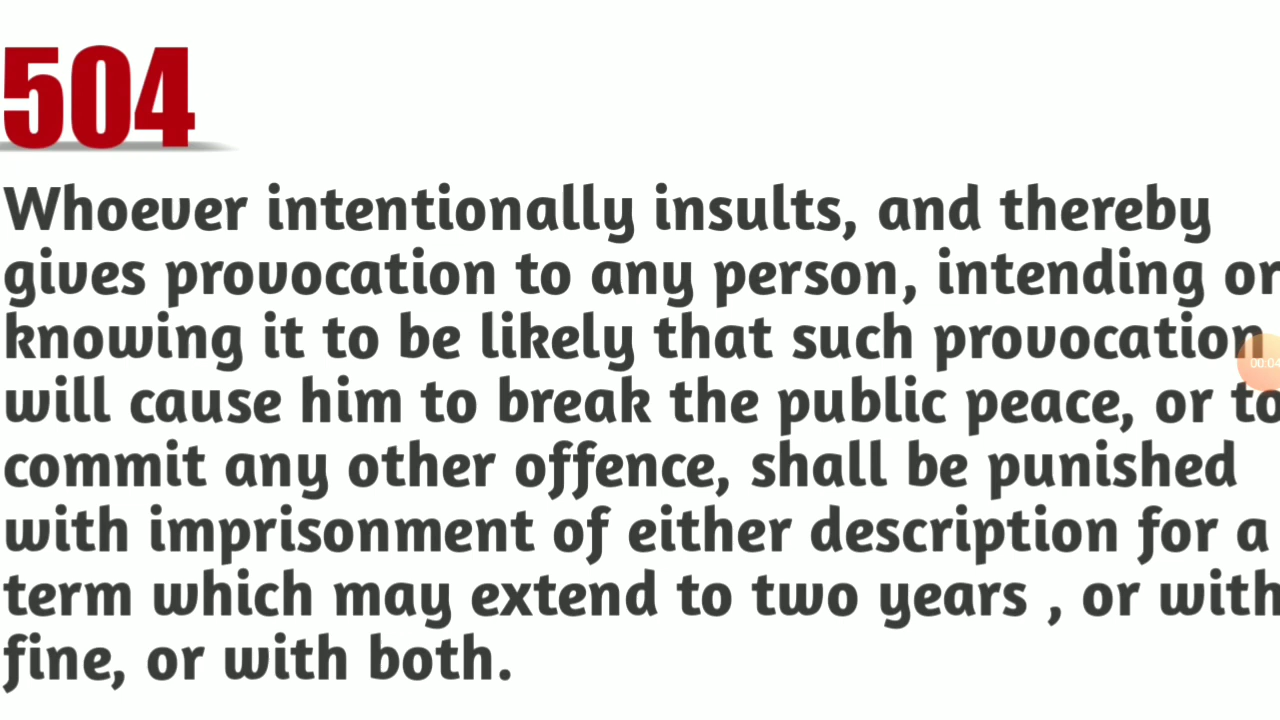 504
Whoever intentionally insults, and thereby
gives provocation to any person, intending or
knowing it to be likely that such provocation
will cause him to break the public peace, or to
commit any other offence, shall be punished
with imprisonment of either description for a
term which may extend to two years , or with
fine, or with both.
00:04